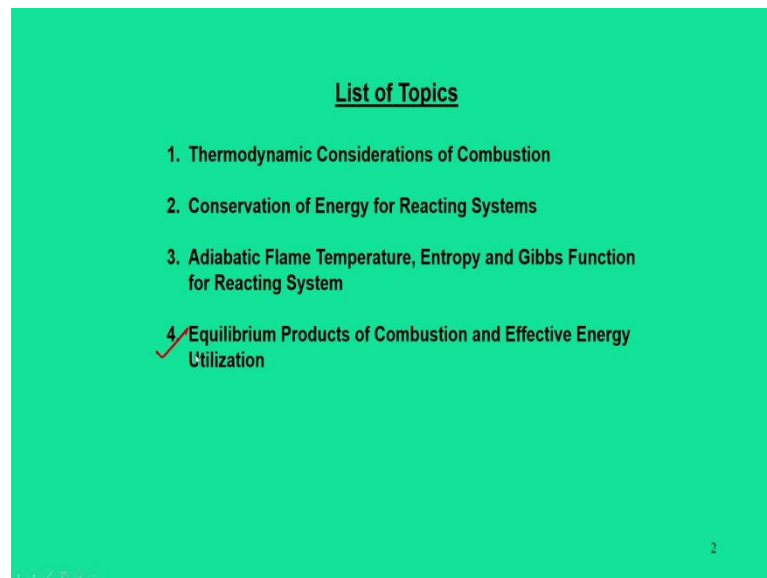 List of Topics
1. Thermodynamic Considerations of Combustion
2. Conservation of Energy for Reacting Systems
3. Adiabatic Flame Temperature, Entropy and Gibbs Function
for Reacting System
4. Equilibrium Products of Combustion and Effective Energy
Utilization
2